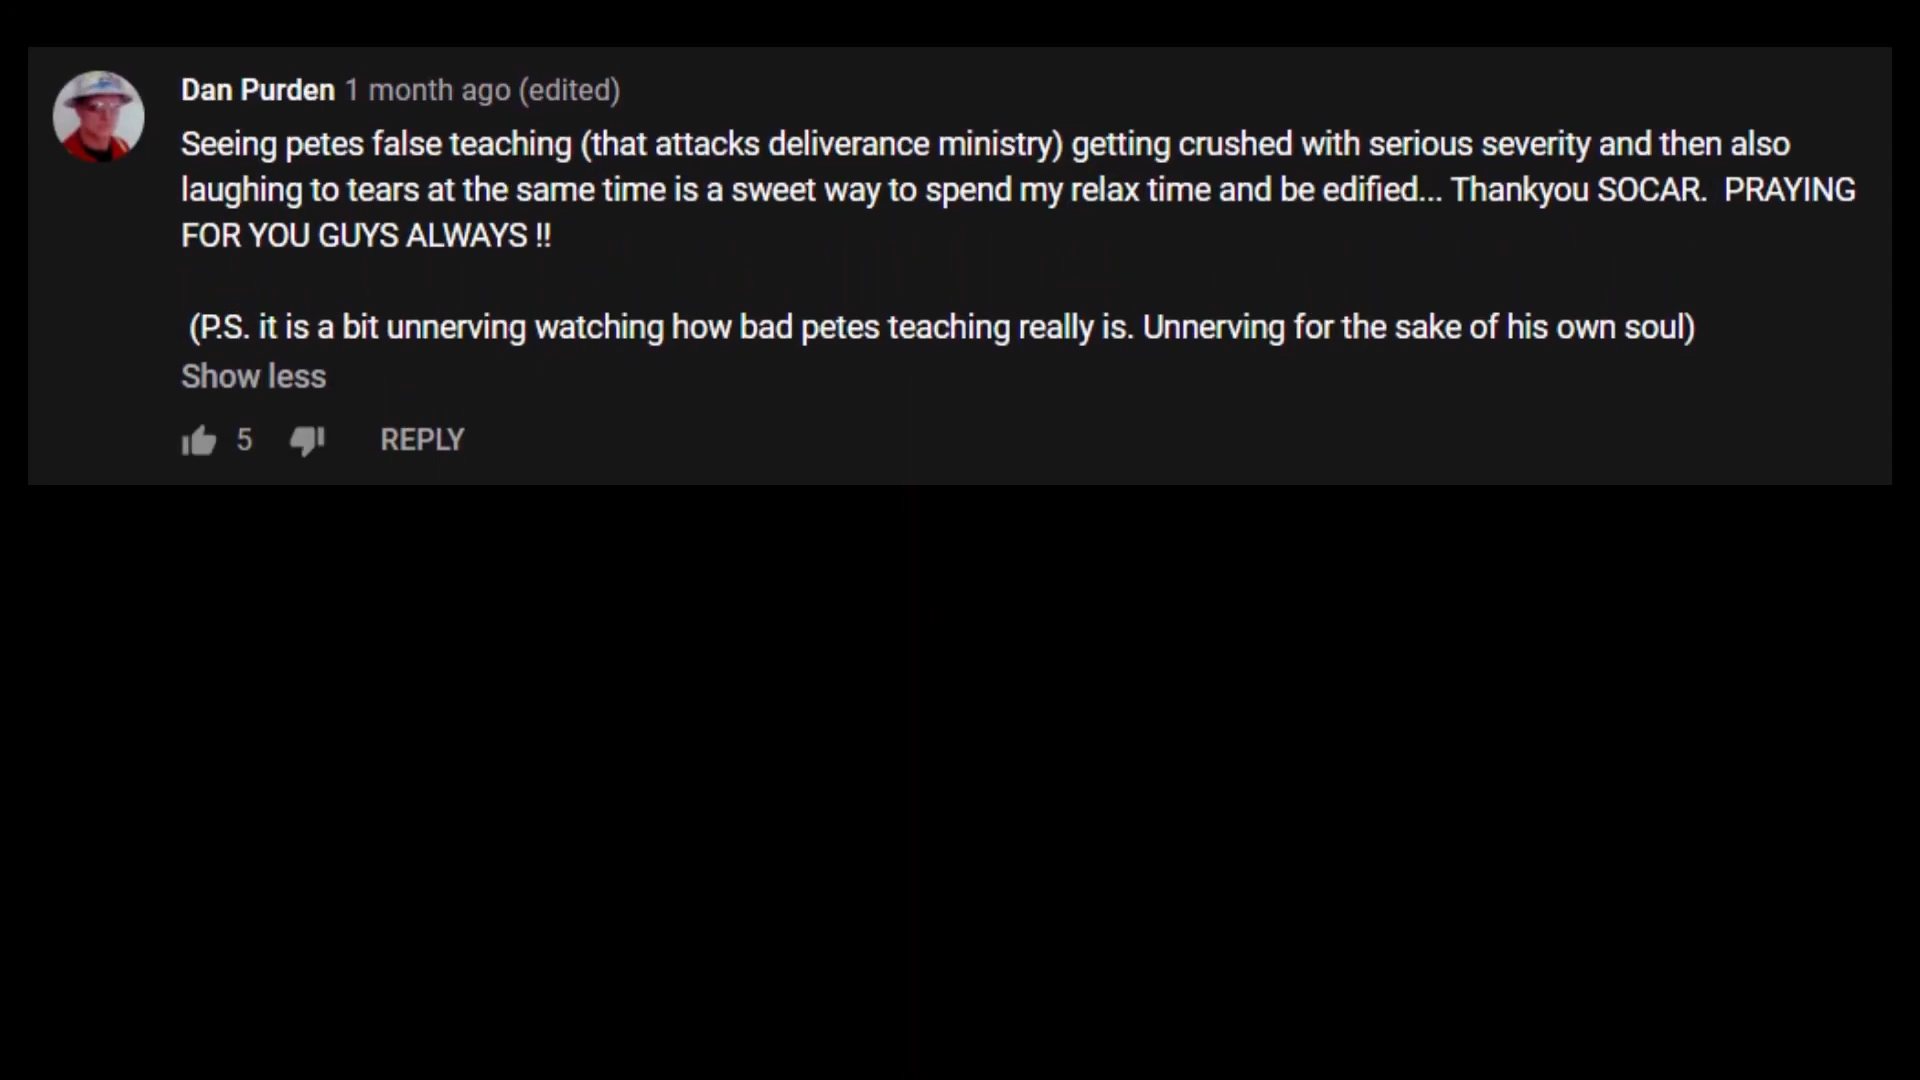 Dan Purden 1 month ago (edited)
Seeing petes false teaching (that attacks deliverance ministry) getting crushed with serious severity and then also
laughing to tears at the same time is a sweet way to spend my relax time and be edified... Thankyou SOCAR.  PRAYING
FOR YOU GUYS ALWAYS !!
(P.S. it is a bit unnerving watching how bad petes teaching really is. Unnerving for the sake of his own soul)
Show less
5 REPLY